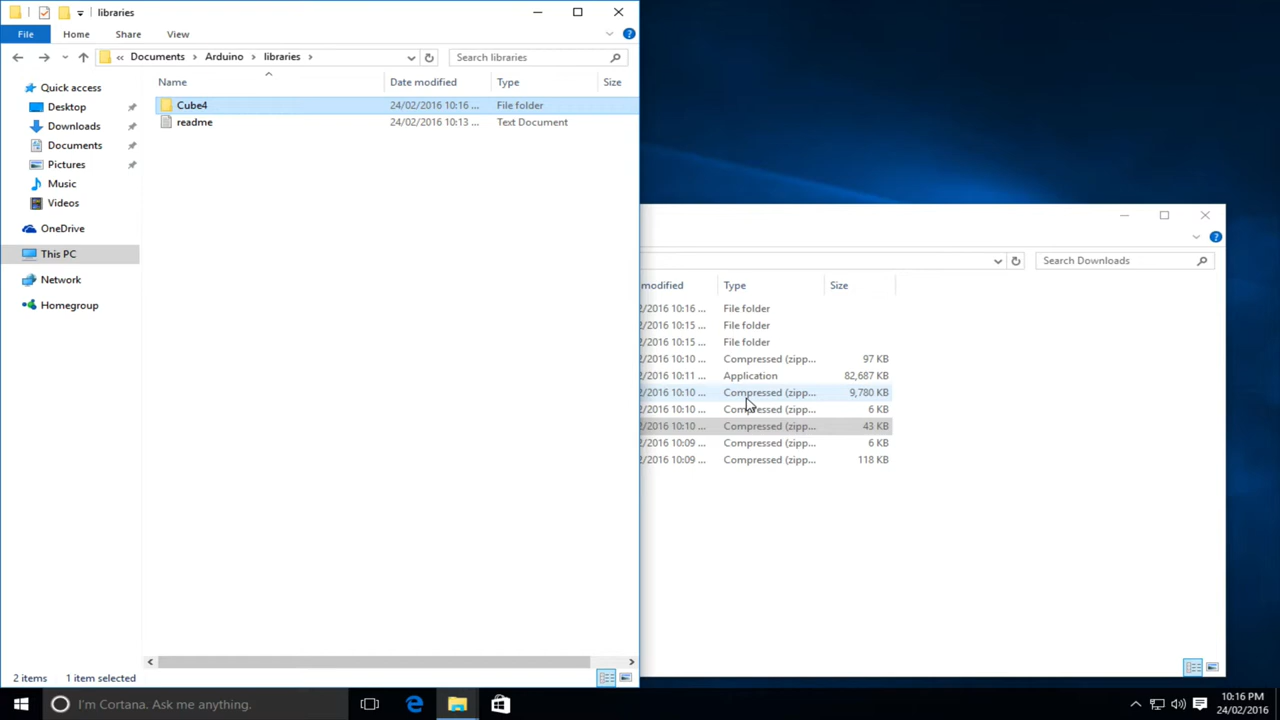 libraries
File Home Share View
« Documents > Arduino > libraries >
Search libraries
Name Date modified Type Size
Quick access
Desktop
Downloads
Documents
Pictures
Music
Videos
OneDrive
This PC
Network
Homegroup
Cube4 24/02/2016 10:16 ... File folder
readme 24/02/2016 10:13 ... Text Document
2 items 1 item selected
Search Downloads
modified Type Size
2/2016 10:16 ... File folder
2/2016 10:15 ... File folder
2/2016 10:15 ... File folder
2/2016 10:10 ... Compressed (zipp... 97 KB
2/2016 10:11 ... Application 82,687 KB
2/2016 10:10 ... Compressed (zipp... 9,780 KB
2/2016 10:10 ... Compressed (zipp... 6 KB
2/2016 10:10 ... Compressed (zipp... 43 KB
2/2016 10:09 ... Compressed (zipp... 6 KB
2/2016 10:09 ... Compressed (zipp... 118 KB
I'm Cortana. Ask me anything.
10:16 PM
24/02/2016